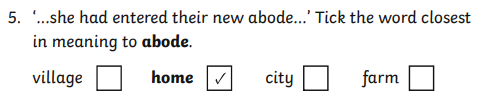 5. ‘...she had entered their new abode...’ Tick the word closest
in meaning to abode.
village home ✓ city farm